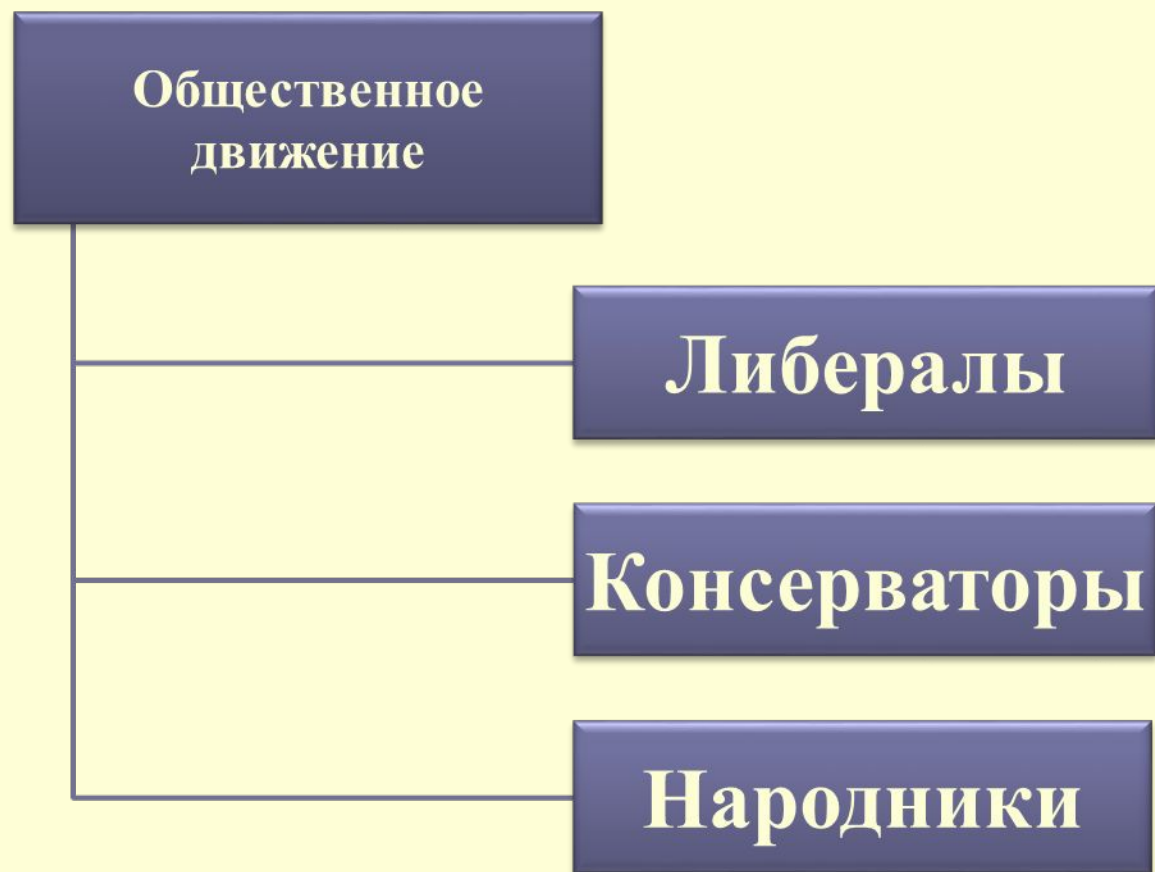 Общественное
движение
Либералы
Консерваторы
Народники